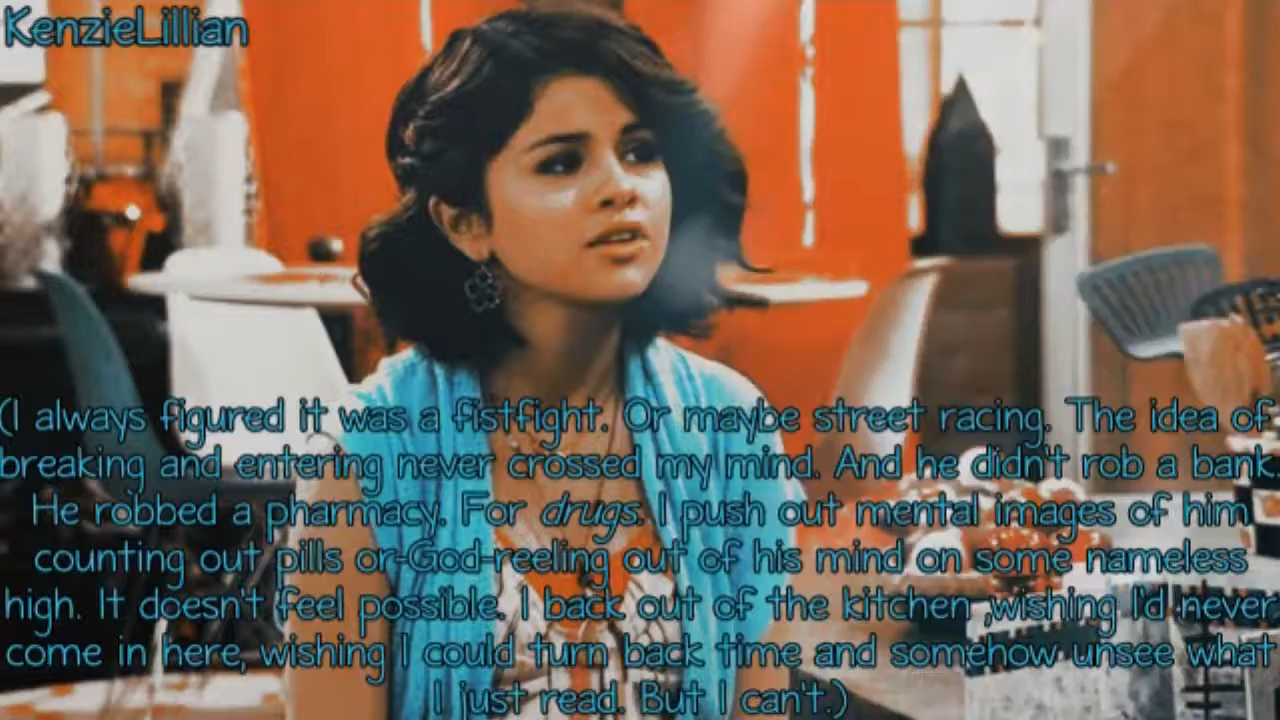 KenzieLillian
(I always figured it was a fistfight. Or maybe street racing. The idea of
breaking and entering never crossed my mind. And he didn't rob a bank.
He robbed a pharmacy. For drugs. I push out mental images of him
counting out pills or-God-reeling out of his mind on some nameless
high. It doesn't feel possible. I back out of the kitchen ,wishing I'd never
come in here, wishing I could turn back time and somehow unsee what
I just read. But I can't.)